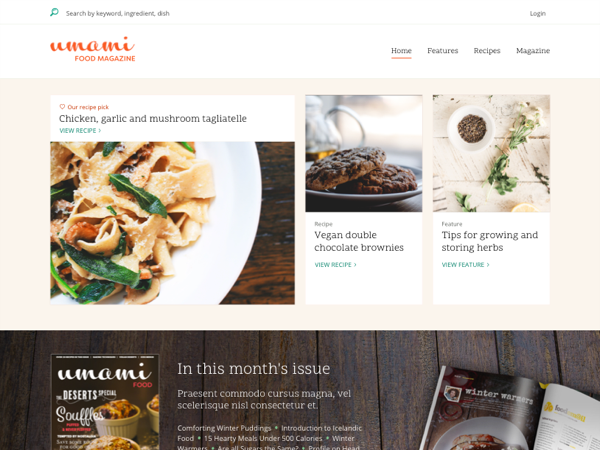 Search by keyword, ingredient, dish
Login
umami
FOOD MAGAZINE
Home
Features
Recipes
Magazine
Our recipe pick
Chicken, garlic and mushroom tagliatelle
VIEW RECIPE
Recipe
Vegan double
chocolate brownies
VIEW RECIPE
Feature
Tips for growing and
storing herbs
VIEW FEATURE
umami
FOOD
DESERTS SPECIAL
Souffles
In this month's issue
Praesent commodo cursus magna, vel
scelerisque nisl consectetur et.
Comforting Winter Puddings • Introduction to Icelandic
Food • 15 Hearty Meals Under 500 Calories • Winter
Warmers • Are all Sugars the Same? • Profile on Head
winter warmers